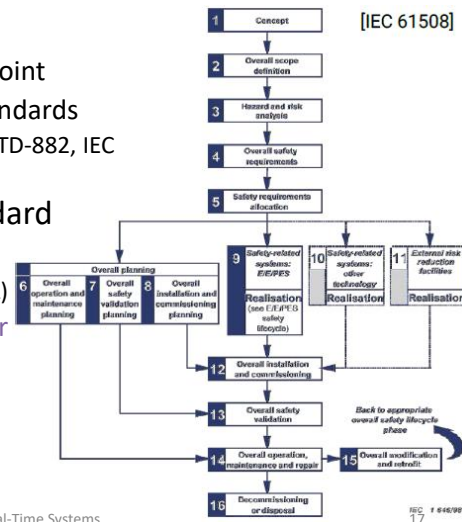 [IEC 61508]
oint
ndards
TD-882, IEC
dard
)
r
1 Concept
2 Overall scope
definition
3 Hazard and risk
analysis
4 Overall safety
requirements
5 Safety requirements
allocation
Overall planning
6 Overall
operation and
maintenance
planning
7 Overall
safety
validation
planning
8 Overall
installation and
commissioning
planning
9 Safety-related
systems:
E/E/PES
Realisation
(see E/E/PES
safety
lifecycle)
10 Safety-related
systems:
other
technology
Realisation
11 External risk
reduction
facilities
Realisation
12 Overall installation
and commissioning
13 Overall safety
validation
Back to appropriate
overall safety lifecycle
phase
14 Overall operation,
maintenance and repair
15 Overall modification
and retrofit
16 Decommissioning
or disposal
al-Time Systems
IEC 1 646/98
17